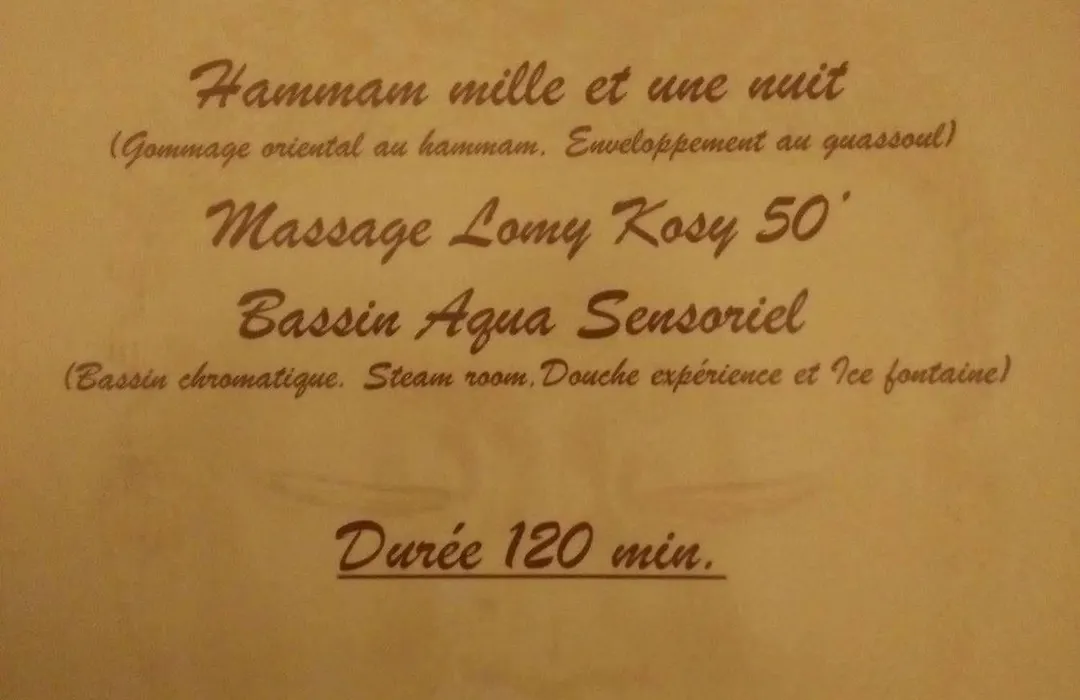 Hammam mille et une nuit
(Gommage oriental au hammam. Enveloppement au guassoul)
Massage Lomy Kosy 50'
Bassin Aqua Sensoriel
(Bassin chromatique. Steam room, Douche expérience et Ice fontaine)
Durée 120 min.